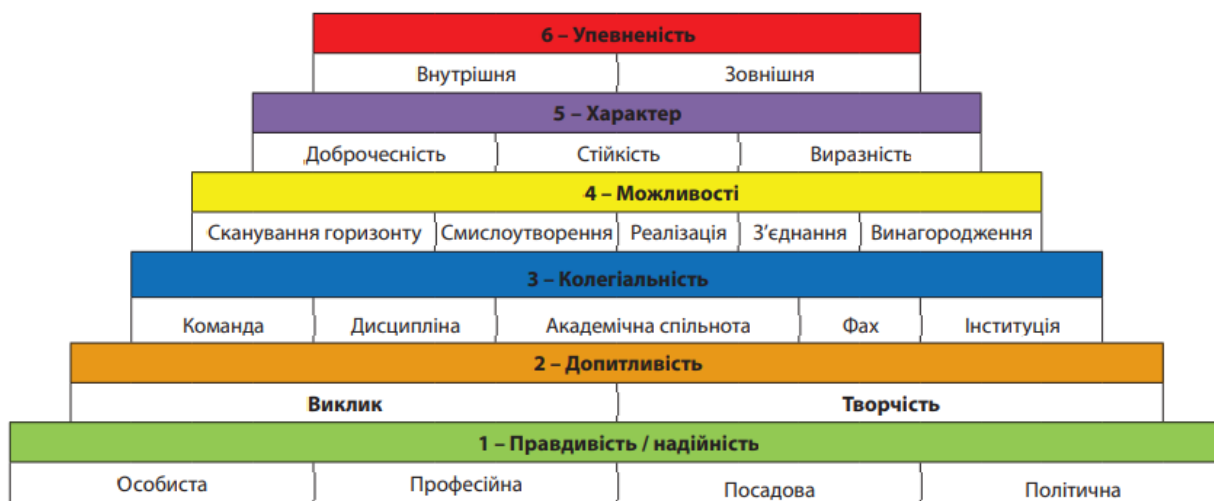 6 – Упевненість
Внутрішня Зовнішня
5 – Характер
Доброчесність Стійкість Виразність
4 – Можливості
Сканування горизонту Смислоутворення Реалізація З’єднання Винагородження
3 – Колегіальність
Команда Дисципліна Академічна спільнота Фах Інституція
2 – Допитливість
Виклик Творчість
1 – Правдивість / надійність
Особиста Професійна Посадова Політична